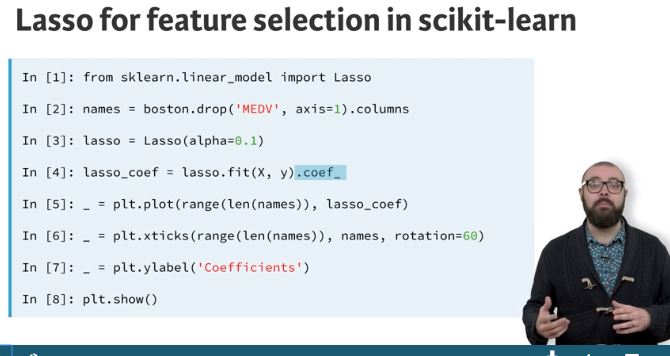 Lasso for feature selection in scikit-learn
In [1]: from sklearn.linear_model import Lasso
In [2]: names = boston.drop('MEDV', axis=1).columns
In [3]: lasso = Lasso(alpha=0.1)
In [4]: lasso_coef = lasso.fit(X, y).coef_
In [5]: _ = plt.plot(range(len(names)), lasso_coef)
In [6]: _ = plt.xticks(range(len(names)), names, rotation=60)
In [7]: _ = plt.ylabel('Coefficients')
In [8]: plt.show()